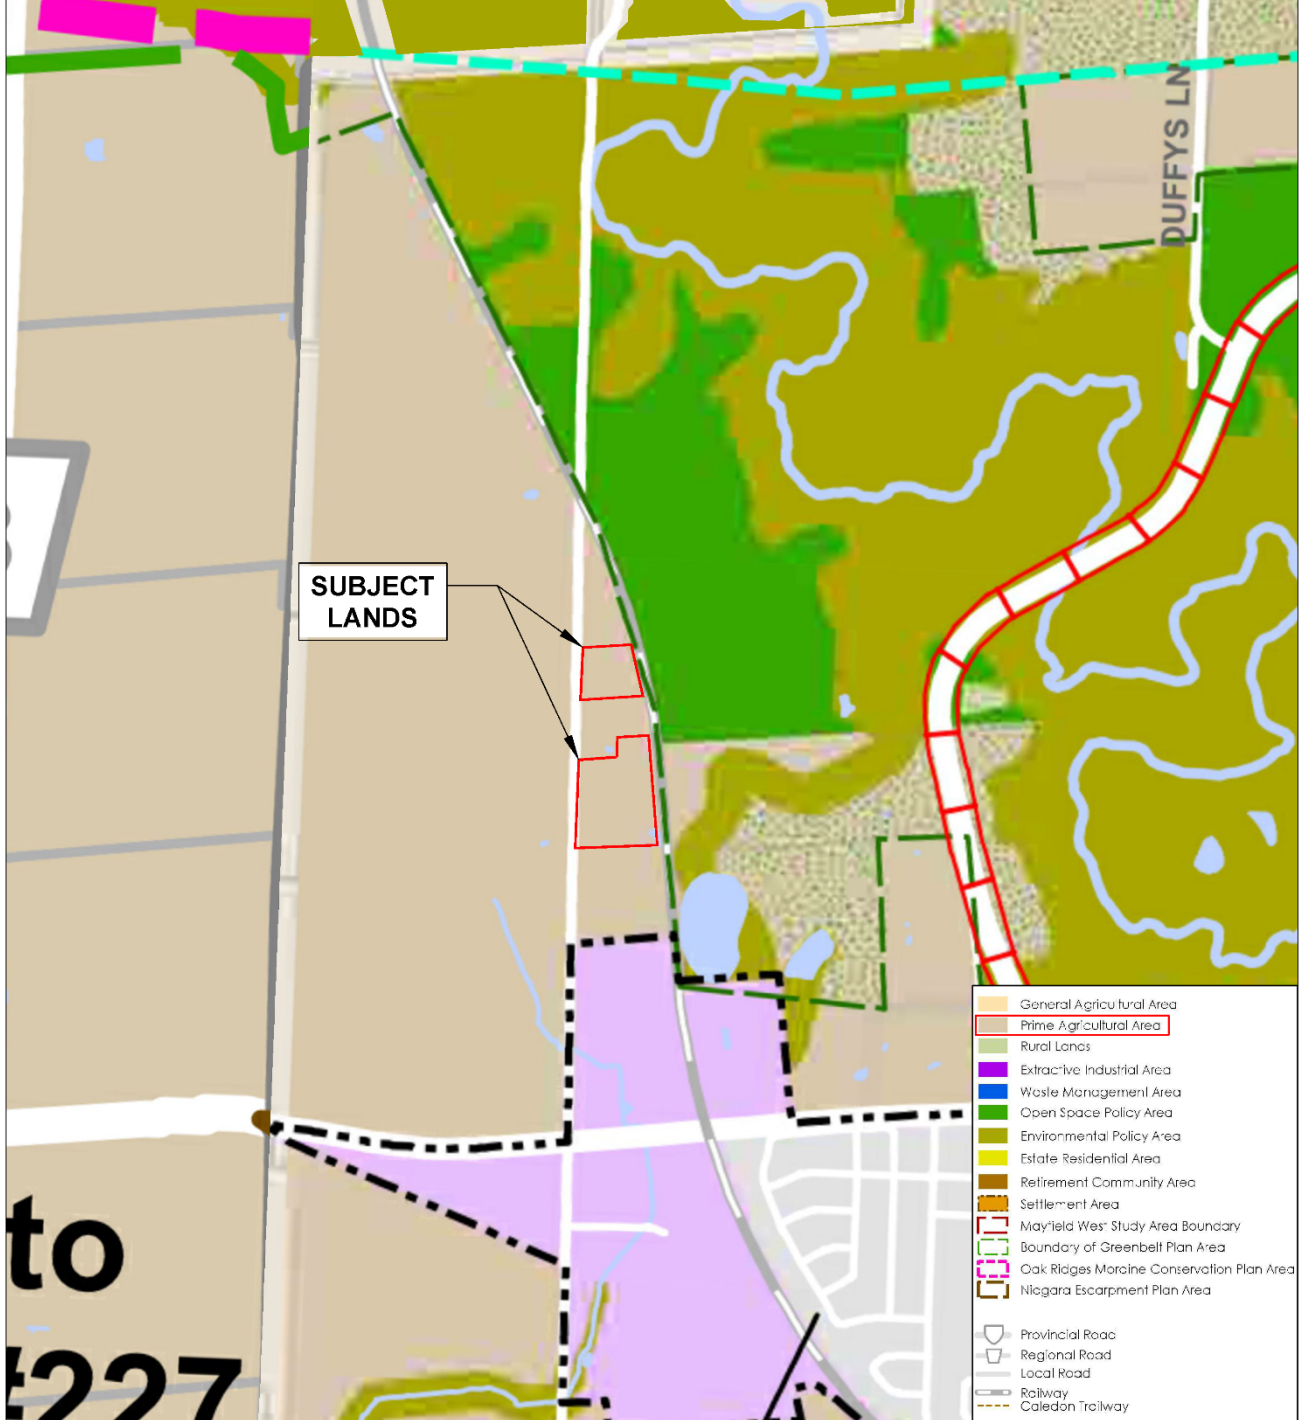 DUFFYS LN
SUBJECT
LANDS
to
#227
General Agricultural Area
Prime Agricultural Area
Rural Lands
Extractive Industrial Area
Waste Management Area
Open Space Policy Area
Environmental Policy Area
Estate Residential Area
Retirement Community Area
Settlement Area
Mayfield West Study Area Boundary
Boundary of Greenbelt Plan Area
Oak Ridges Moraine Conservation Plan Area
Niagara Escarpment Plan Area
Provincial Road
Regional Road
Local Road
Railway
Caledon Trailway